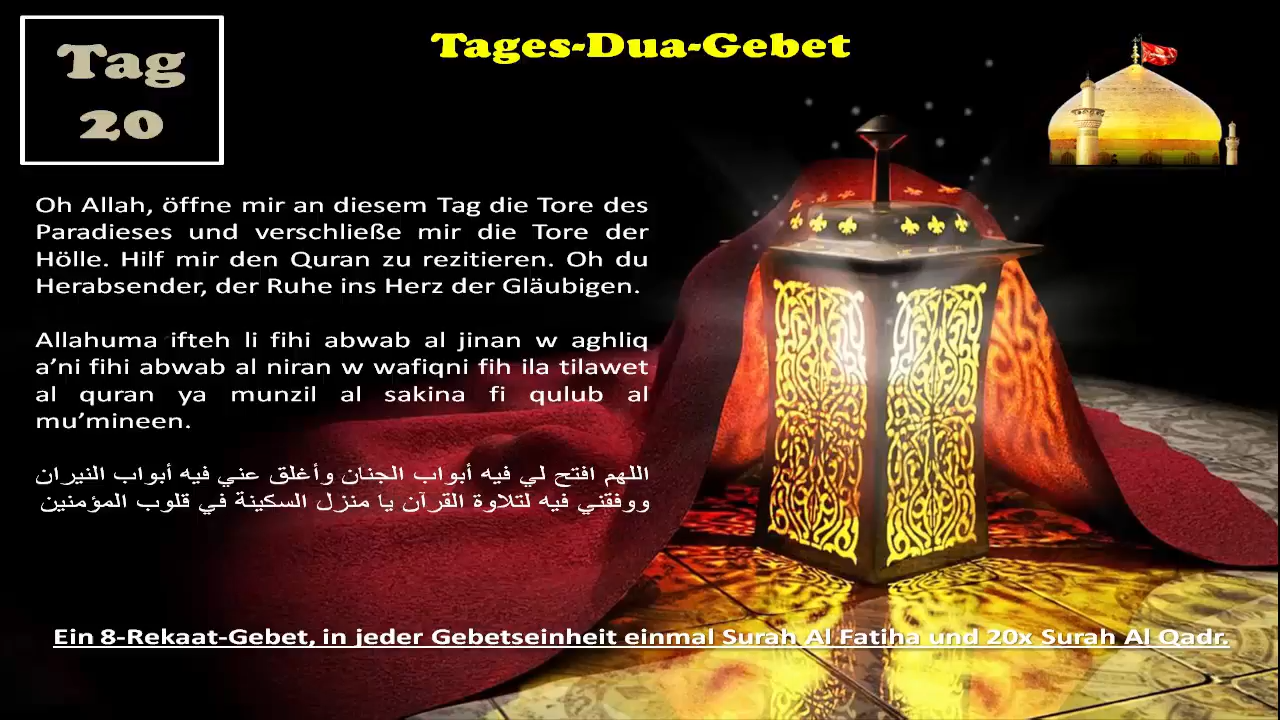 Tag
20
Tages-Dua-Gebet
Oh Allah, öffne mir an diesem Tag die Tore des
Paradieses und verschließe mir die Tore der
Hölle. Hilf mir den Quran zu rezitieren. Oh du
Herabsender, der Ruhe ins Herz der Gläubigen.
Allahuma ifteh li fihi abwab al jinan w aghliq
a’ni fihi abwab al niran w wafiqni fih ila tilawet
al quran ya munzil al sakina fi qulub al
mu’mineen.
اللهم افتح لي فيه أبواب الجنان وأغلق عني فيه أبواب النيران
ووفقني فيه لتلاوة القرآن يا منزل السكينة في قلوب المؤمنين
Ein 8-Rekaat-Gebet, in jeder Gebetseinheit einmal Surah Al Fatiha und 20x Surah Al Qadr.